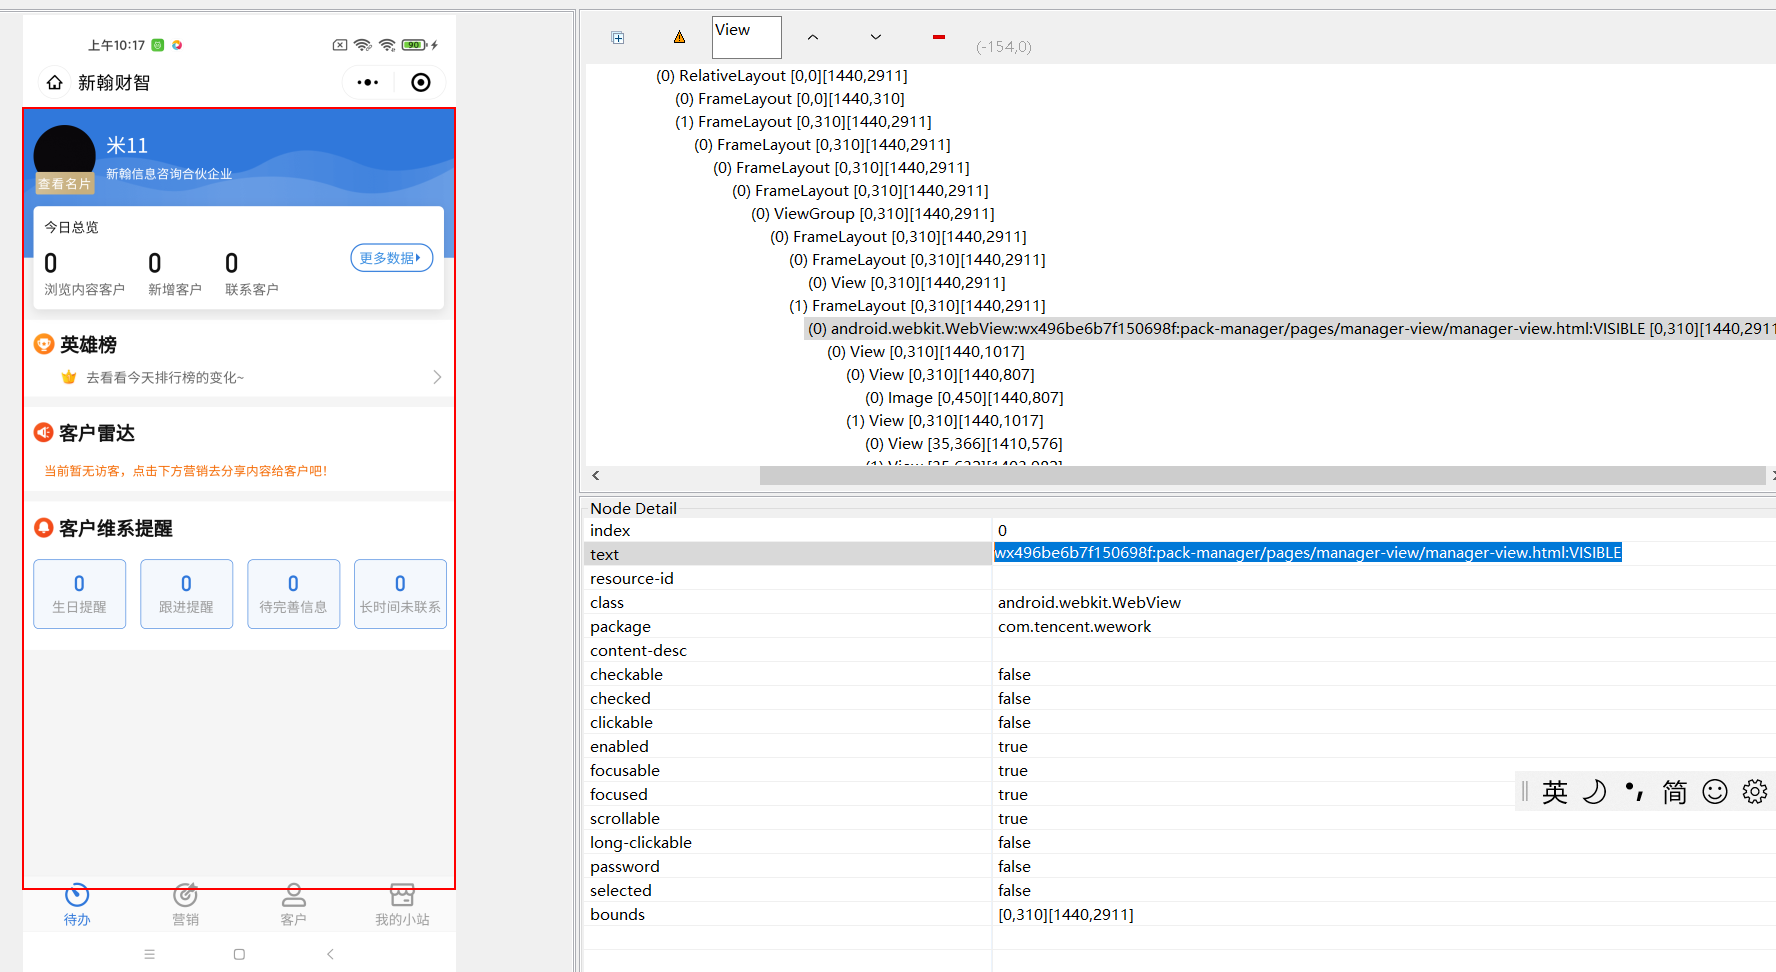 上午10:17
90
新翰财智
米11
新翰信息咨询合伙企业
查看名片
今日总览
0 0 0
更多数据
浏览内容客户 新增客户 联系客户
英雄榜
去看看今天排行榜的变化~
客户雷达
当前暂无访客，点击下方营销去分享内容给客户吧！
客户维系提醒
0 0 0 0
生日提醒 跟进提醒 待完善信息 长时间未联系
待办 营销 客户 我的小站
View
(-154,0)
(0) RelativeLayout [0,0][1440,2911]
(0) FrameLayout [0,0][1440,310]
(1) FrameLayout [0,310][1440,2911]
(0) FrameLayout [0,310][1440,2911]
(0) FrameLayout [0,310][1440,2911]
(0) FrameLayout [0,310][1440,2911]
(0) ViewGroup [0,310][1440,2911]
(0) FrameLayout [0,310][1440,2911]
(0) FrameLayout [0,310][1440,2911]
(0) View [0,310][1440,2911]
(1) FrameLayout [0,310][1440,2911]
(0) android.webkit.WebView:wx496be6b7f150698f:pack-manager/pages/manager-view/manager-view.html:VISIBLE [0,310][1440,2911
(0) View [0,310][1440,1017]
(0) View [0,310][1440,807]
(0) Image [0,450][1440,807]
(1) View [0,310][1440,1017]
(0) View [35,366][1410,576]
Node Detail
index 0
text wx496be6b7f150698f:pack-manager/pages/manager-view/manager-view.html:VISIBLE
resource-id
class android.webkit.WebView
package com.tencent.wework
content-desc
checkable false
checked false
clickable false
enabled true
focusable true
focused true
scrollable true
long-clickable false
password false
selected false
bounds [0,310][1440,2911]
英 简